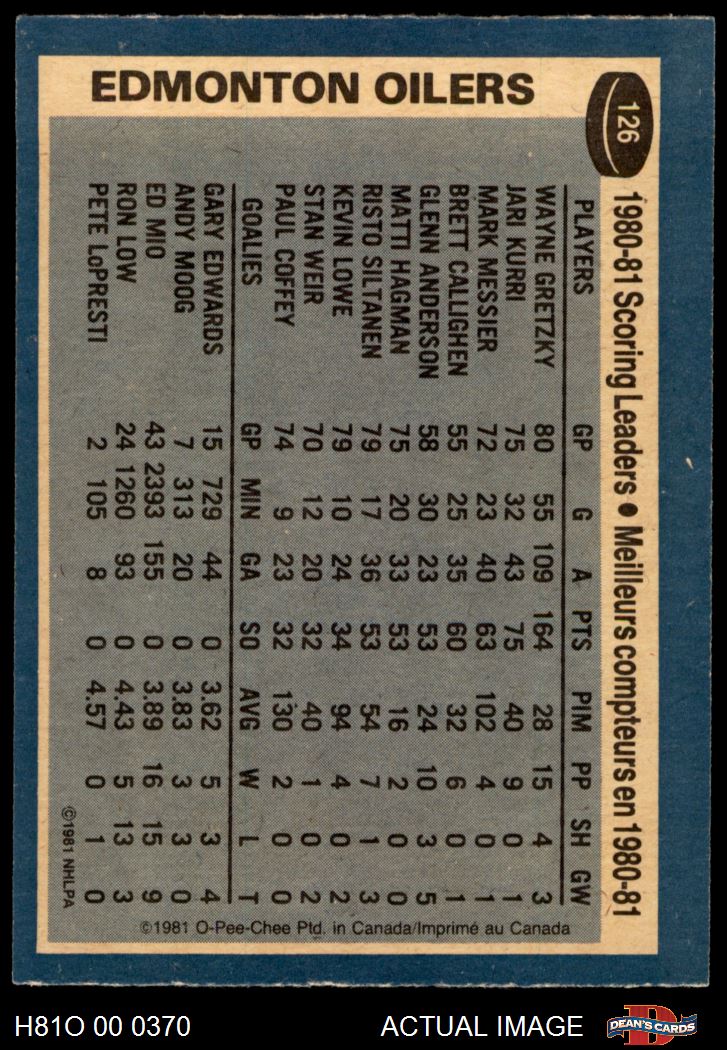 EDMONTON OILERS
126
1980-81 Scoring Leaders • Meilleurs compteurs en 1980-81
PLAYERS GP G A PTS PIM PP SH GW
WAYNE GRETZKY 80 55 109 164 28 15 4 3
JARI KURRI 75 32 43 75 40 9 0 1
MARK MESSIER 72 23 40 63 102 4 0 1
BRETT CALLIGHEN 55 25 35 60 32 6 0 1
GLENN ANDERSON 58 30 23 53 24 10 3 5
MATTI HAGMAN 75 20 33 53 16 2 0 0
RISTO SILTANEN 79 17 36 53 54 7 1 3
KEVIN LOWE 79 10 24 34 94 4 0 2
STAN WEIR 70 12 20 32 40 1 0 2
PAUL COFFEY 74 9 23 32 130 2 0 0
GOALIES GP MIN GA SO AVG W L T
GARY EDWARDS 15 729 44 0 3.62 5 3 4
ANDY MOOG 7 313 20 0 3.83 3 3 0
ED MIO 43 2393 155 0 3.89 16 15 9
RON LOW 24 1260 93 0 4.43 5 13 3
PETE LoPRESTI 2 105 8 0 4.57 0 1 0
©1981 NHLPA
©1981 O-Pee-Chee Ptd. in Canada/Imprimé au Canada
H81O 00 0370 ACTUAL IMAGE
D
DEAN'S CARDS